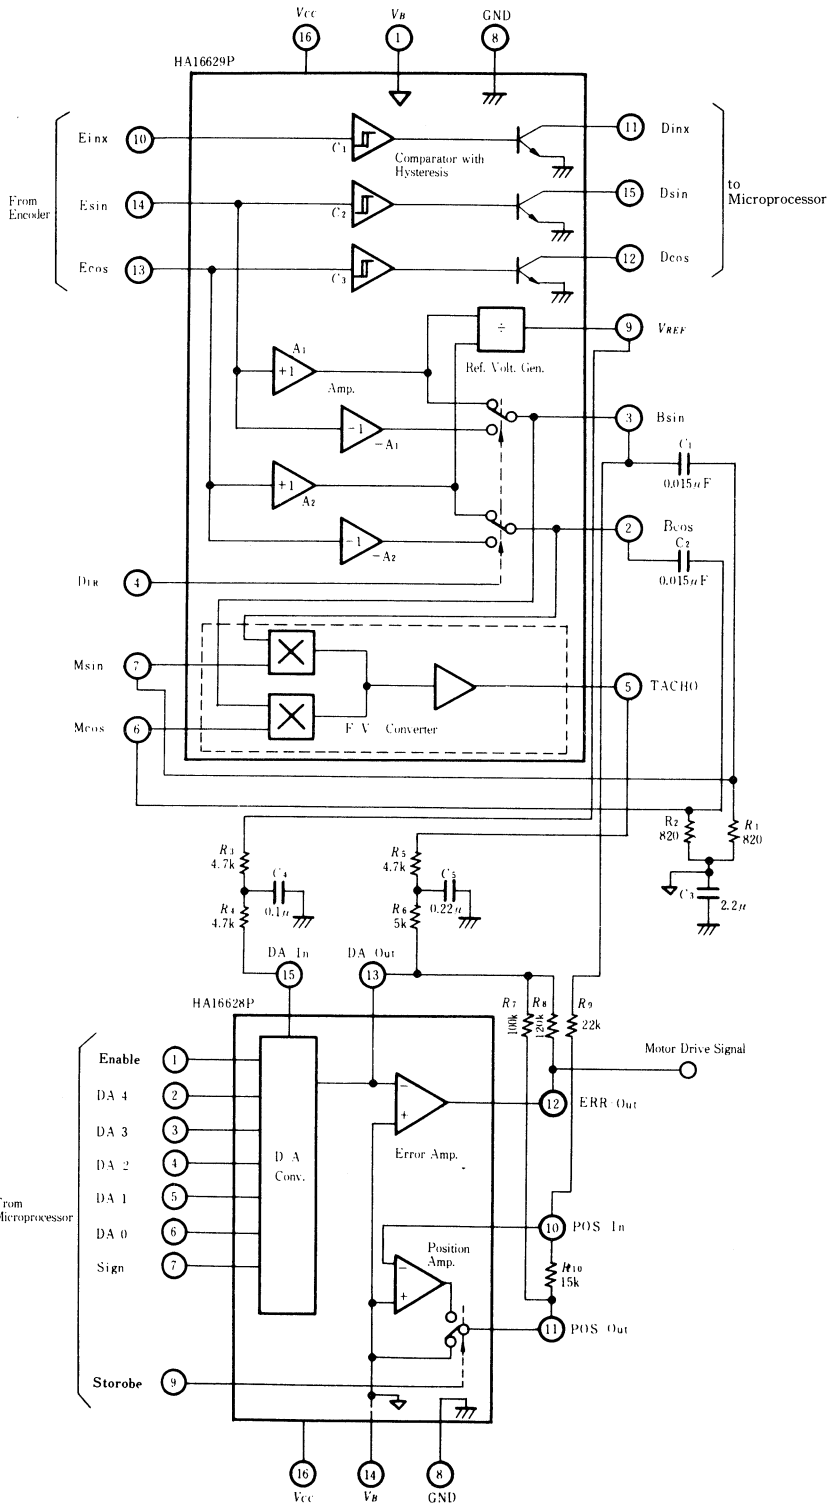 Vcc
VB
GND
16
1
8
HA16629P
From
Encoder
Einx
10
C1
Comparator with
Hysteresis
11
Dinx
Esin
14
C2
15
Dsin
to
Microprocessor
Ecos
13
C3
12
Dcos
÷
9
VREF
Ref. Volt. Gen.
A1
+1
Amp.
-1
-A1
3
Bsin
C1
0.015μF
+1
A2
-1
-A2
2
Bcos
C2
0.015μF
DIR
4
Msin
7
5
TACHO
Mcos
6
F V Converter
R2
820
R1
820
R3
4.7k
C4
0.1μ
R4
4.7k
R5
4.7k
C5
0.22μ
R6
5k
C3
2.2μ
DA In
15
DA Out
13
R7
100k
R8
120k
R9
22k
HA16628P
Motor Drive Signal
Enable
1
DA 4
2
DA 3
3
DA 2
4
DA 1
5
DA 0
6
Sign
7
D A
Conv.
-
+
Error Amp.
12
ERR Out
From
Microprocessor
10
POS In
Position
Amp.
-
+
R10
15k
11
POS Out
Storobe
9
16
Vcc
14
VB
8
GND